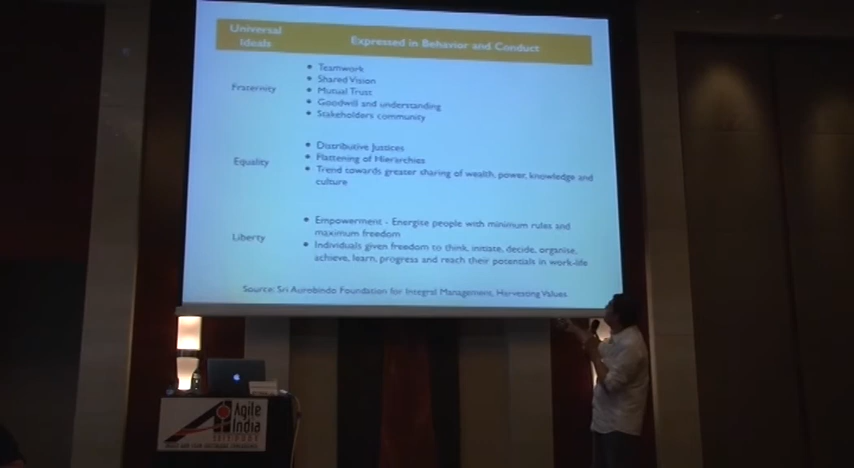 Universal
Ideals
Expressed in Behavior and Conduct
Fraternity
• Teamwork
• Shared Vision
• Mutual Trust
• Goodwill and understanding
• Stakeholders community
Equality
• Distributive Justices
• Flattening of Hierarchies
• Trend towards greater sharing of wealth, power, knowledge and
culture
Liberty
• Empowerment - Energise people with minimum rules and
maximum freedom
• Individuals given freedom to think, initiate, decide, organise,
achieve, learn, progress and reach their potentials in work-life
Source: Sri Aurobindo Foundation for Integral Management, Harvesting Values
Agile
India